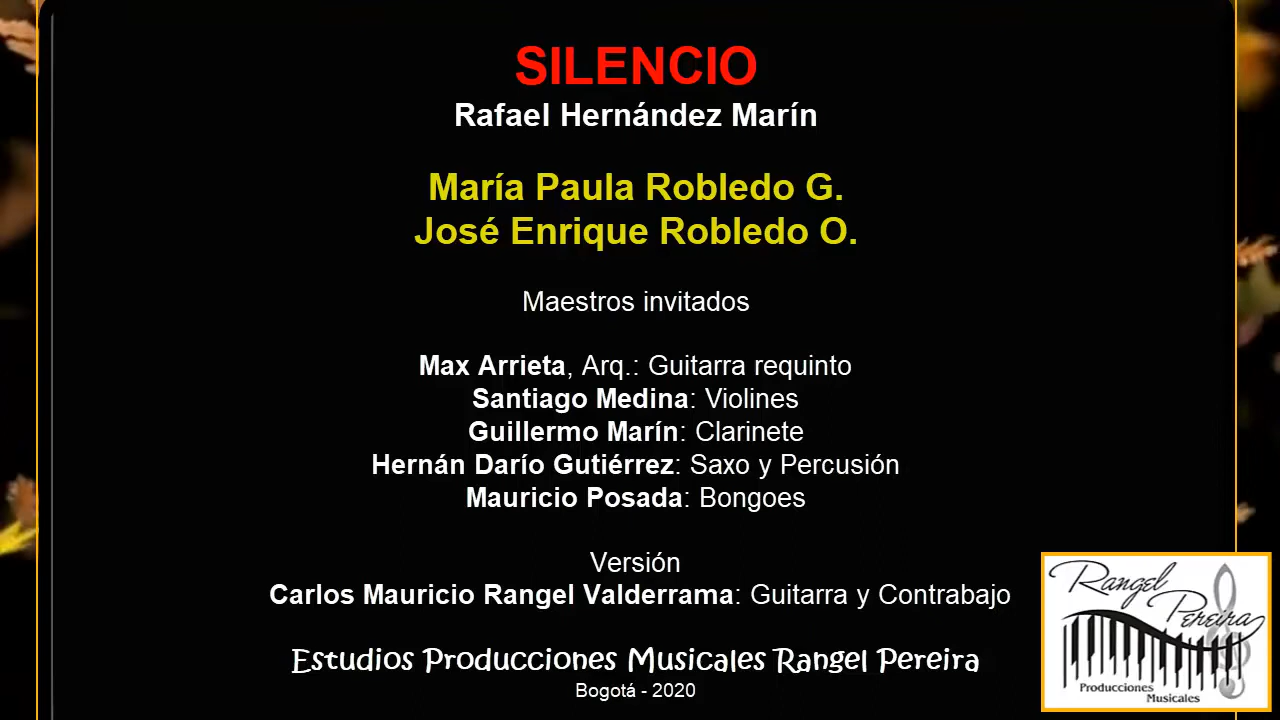 SILENCIO
Rafael Hernández Marín
María Paula Robledo G.
José Enrique Robledo O.
Maestros invitados
Max Arrieta, Arq.: Guitarra requinto
Santiago Medina: Violines
Guillermo Marín: Clarinete
Hernán Darío Gutiérrez: Saxo y Percusión
Mauricio Posada: Bongoes
Versión
Carlos Mauricio Rangel Valderrama: Guitarra y Contrabajo
Estudios Producciones Musicales Rangel Pereira
Bogotá - 2020
Rangel
Pereira
Producciones
Musicales